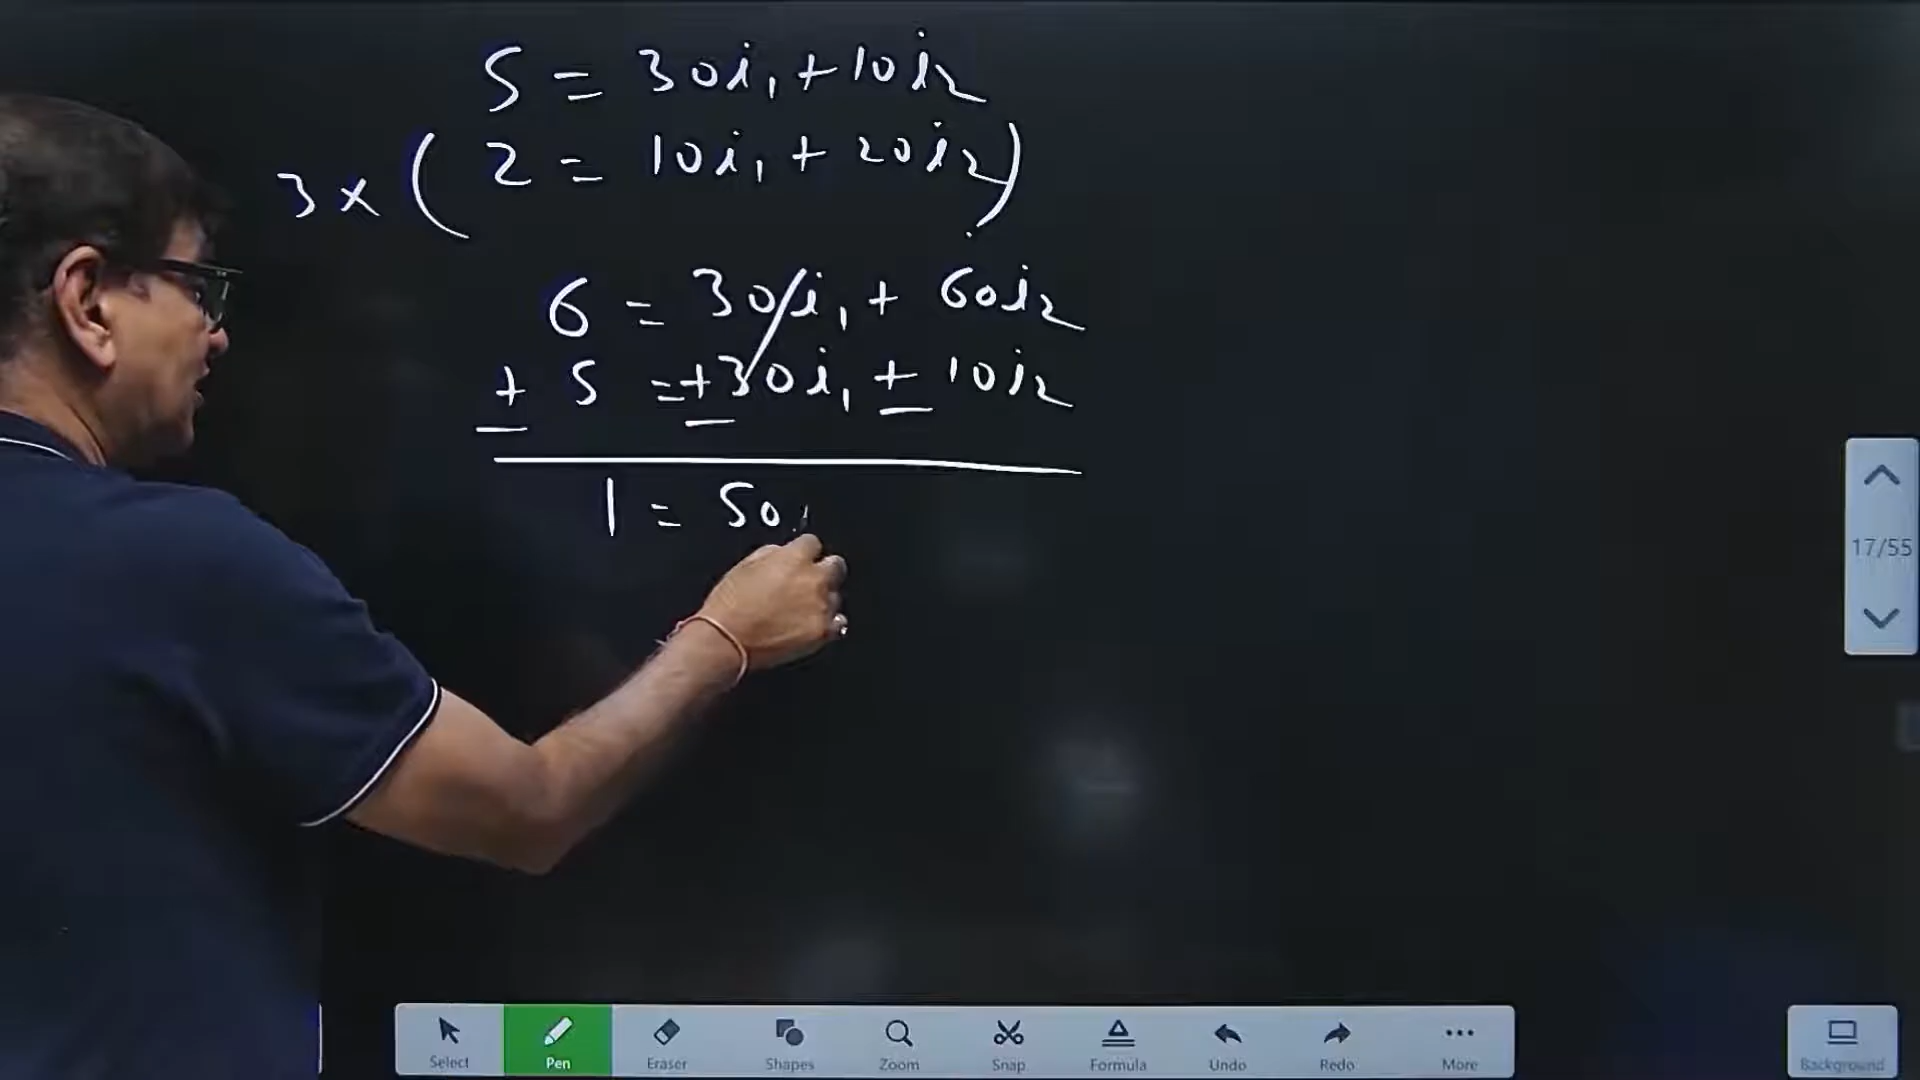 5 = 30i₁ + 10i₂
3 × ( 2 = 10i₁ + 20i₂ )
6 = 30i₁ + 60i₂
± 5 = ± 30i₁ ± 10i₂
1 = 50
17/55
Select
Pen
Eraser
Shapes
Zoom
Snap
Formula
Undo
Redo
More
Background